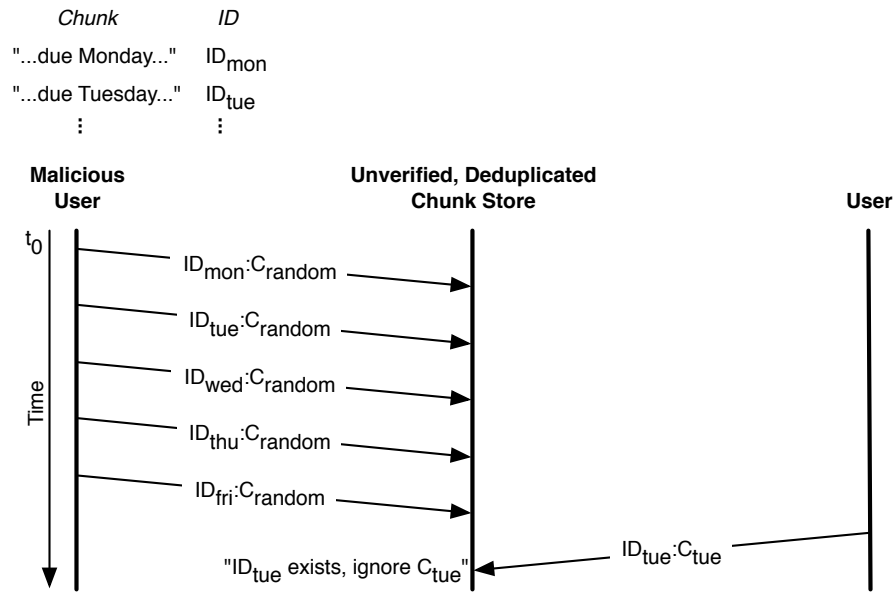 Chunk ID
"...due Monday..." IDmon
"...due Tuesday..." IDtue
⋮ ⋮
Malicious User
Unverified, Deduplicated Chunk Store
User
t0
Time
IDmon:Crandom
IDtue:Crandom
IDwed:Crandom
IDthu:Crandom
IDfri:Crandom
IDtue:Ctue
"IDtue exists, ignore Ctue"